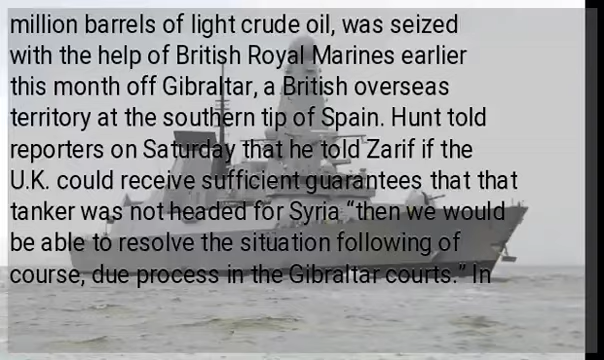 million barrels of light crude oil, was seized
with the help of British Royal Marines earlier
this month off Gibraltar, a British overseas
territory at the southern tip of Spain. Hunt told
reporters on Saturday that he told Zarif if the
U.K. could receive sufficient guarantees that that
tanker was not headed for Syria “then we would
be able to resolve the situation following of
course, due process in the Gibraltar courts.” In